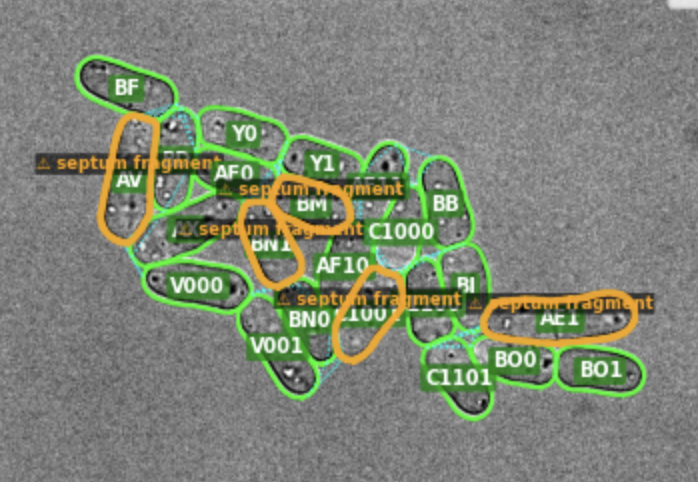 BF
Y0
⚠ septum fragment
Y1
AV
AF0
⚠ septum fragment
BM
BB
⚠ septum fragment
C1000
BN1
AF10
V000
BI
⚠ septum fragment
⚠ septum fragment
BN0
AE1
V001
BO0
BO1
C1101